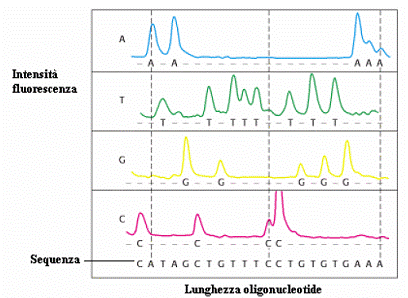 Intensità
fluorescenza
A
A A A A A
T
T T T T T T T T
G
G G G G G
C
C C C C
Sequenza
C A T A G C T G T T T C C T G T G T G A A A
Lunghezza oligonucleotide